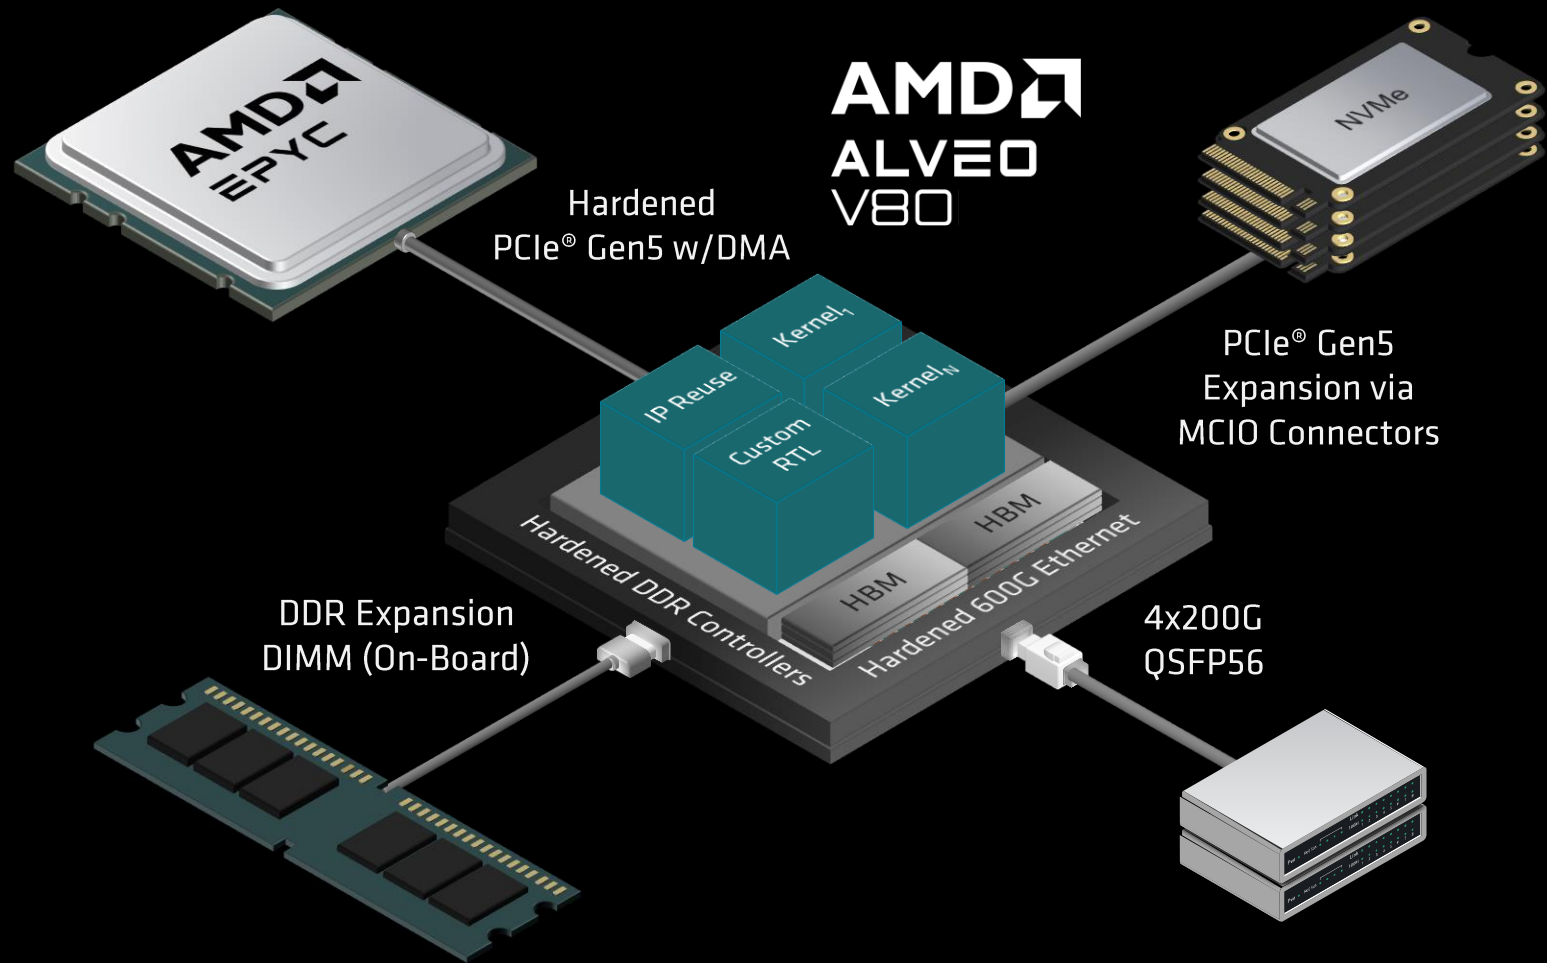 AMD
EPYC
AMD
ALVEO
V80
NVMe
Hardened
PCIe® Gen5 w/DMA
PCIe® Gen5
Expansion via
MCIO Connectors
Kernel1
IP Reuse
KernelN
Custom
RTL
HBM
HBM
Hardened DDR Controllers
Hardened 600G Ethernet
DDR Expansion
DIMM (On-Board)
4x200G
QSFP56